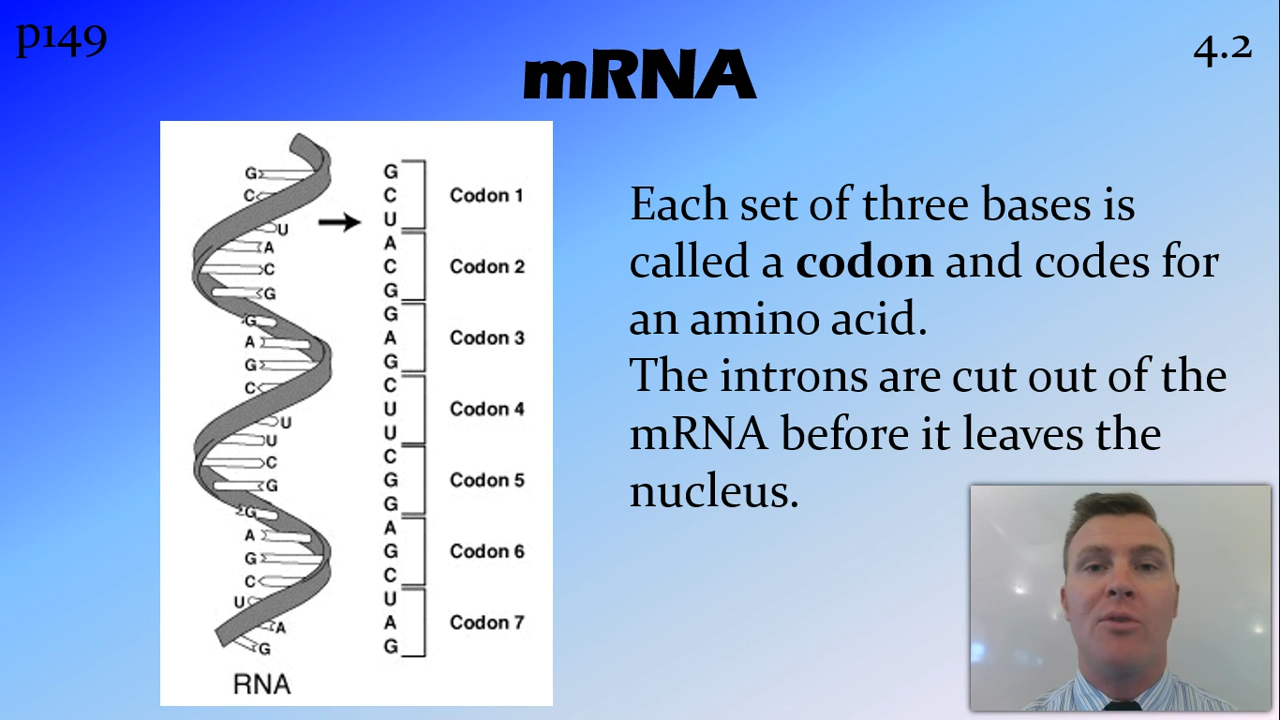 p149
mRNA
4.2
G
C
U
A
C
G
G
A
G
C
U
U
C
G
G
A
G
C
U
A
G
RNA
G
C
U
A
C
G
G
A
G
C
U
U
C
G
G
A
G
C
U
A
G
Codon 1
Codon 2
Codon 3
Codon 4
Codon 5
Codon 6
Codon 7
Each set of three bases is
called a codon and codes for
an amino acid.
The introns are cut out of the
mRNA before it leaves the
nucleus.